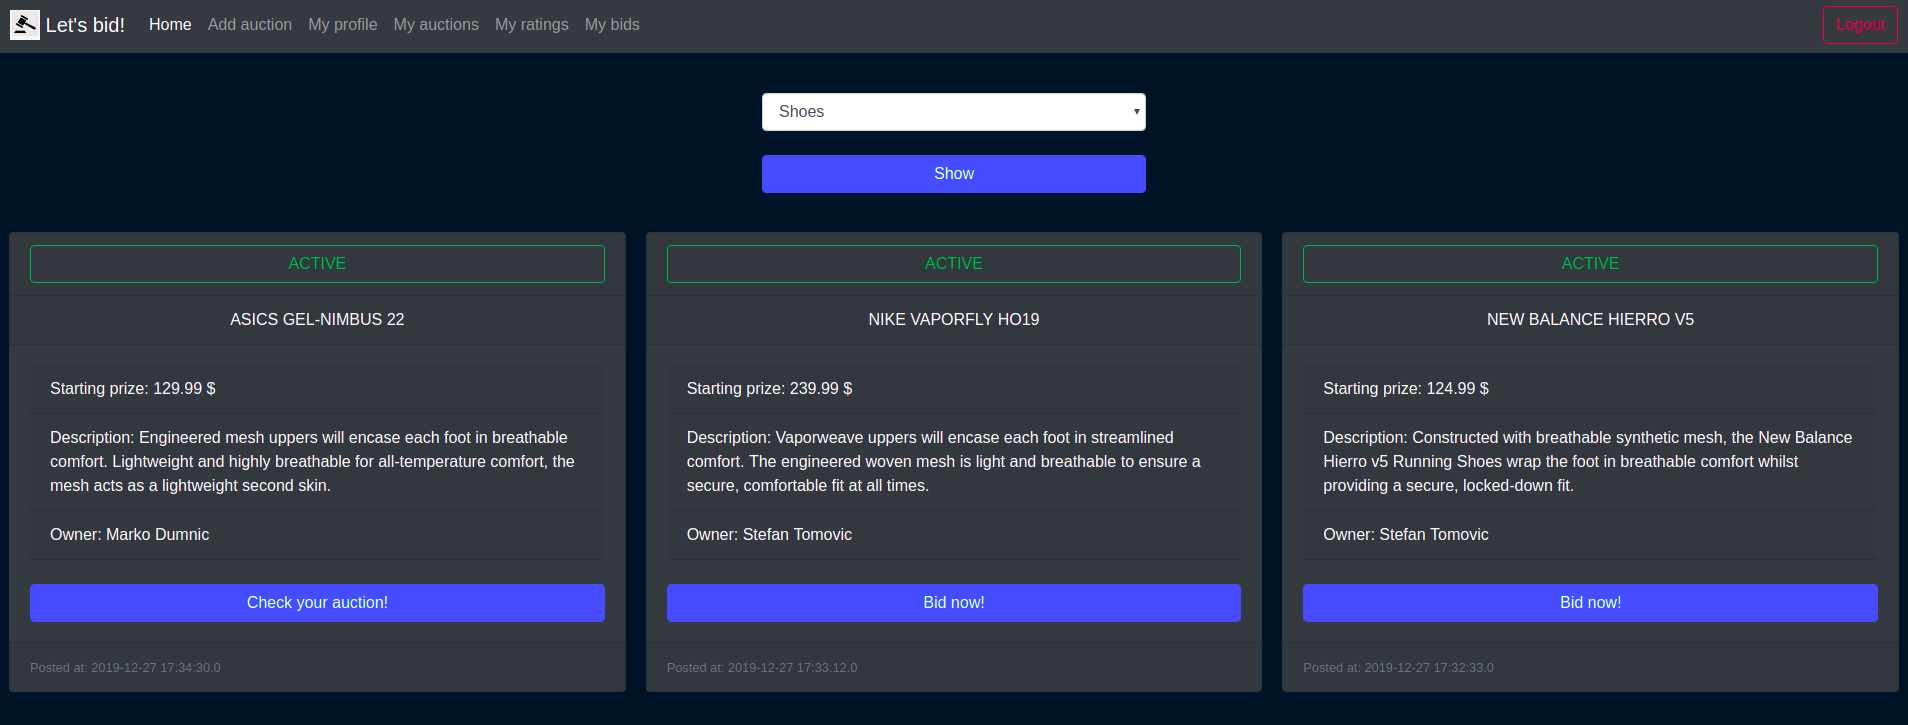 Let's bid! Home Add auction My profile My auctions My ratings My bids Logout
Shoes
Show
ACTIVE
ASICS GEL-NIMBUS 22
Starting prize: 129.99 $
Description: Engineered mesh uppers will encase each foot in breathable
comfort. Lightweight and highly breathable for all-temperature comfort, the
mesh acts as a lightweight second skin.
Owner: Marko Dumnic
Check your auction!
Posted at: 2019-12-27 17:34:30.0
ACTIVE
NIKE VAPORFLY HO19
Starting prize: 239.99 $
Description: Vaporweave uppers will encase each foot in streamlined
comfort. The engineered woven mesh is light and breathable to ensure a
secure, comfortable fit at all times.
Owner: Stefan Tomovic
Bid now!
Posted at: 2019-12-27 17:33:12.0
ACTIVE
NEW BALANCE HIERRO V5
Starting prize: 124.99 $
Description: Constructed with breathable synthetic mesh, the New Balance
Hierro v5 Running Shoes wrap the foot in breathable comfort whilst
providing a secure, locked-down fit.
Owner: Stefan Tomovic
Bid now!
Posted at: 2019-12-27 17:32:33.0